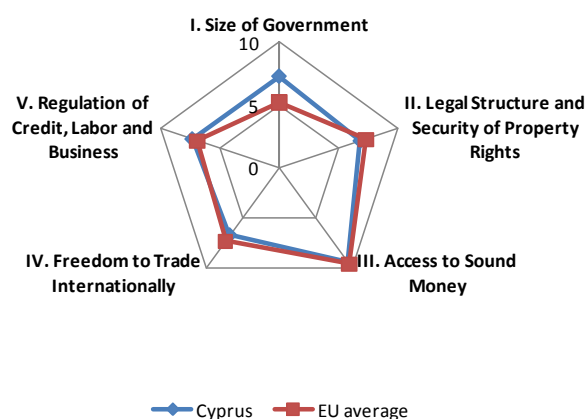 I. Size of Government
10
5
0
II. Legal Structure and
Security of Property
Rights
III. Access to Sound
Money
IV. Freedom to Trade
Internationally
V. Regulation of
Credit, Labor and
Business
Cyprus
EU average